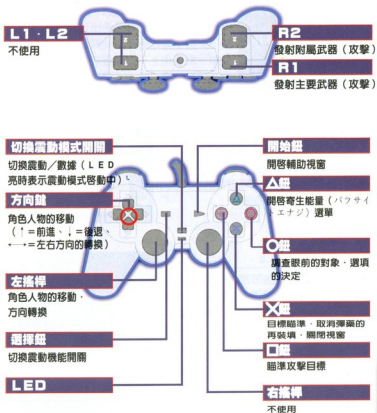 L1·L2
不使用
R2
發射附屬武器（攻擊）
R1
發射主要武器（攻擊）
切換震動模式開關
切換震動／數據（LED
亮時表示震動模式啓動中）
方向鍵
角色人物的移動
（↑=前進、↓=後退、
←→=左右方向的轉換）
左搖桿
角色人物的移動．
方向轉換
選擇鈕
切換震動機能開關
LED
開始鈕
開啓輔助視窗
△鈕
開啓寄生能量（パラサイ
トエナジ）選單
○鈕
調查眼前的對象．選項
的決定
✕鈕
目標瞄準．取消彈藥的
再裝填．關閉視窗
□鈕
瞄準攻擊目標
右搖桿
不使用